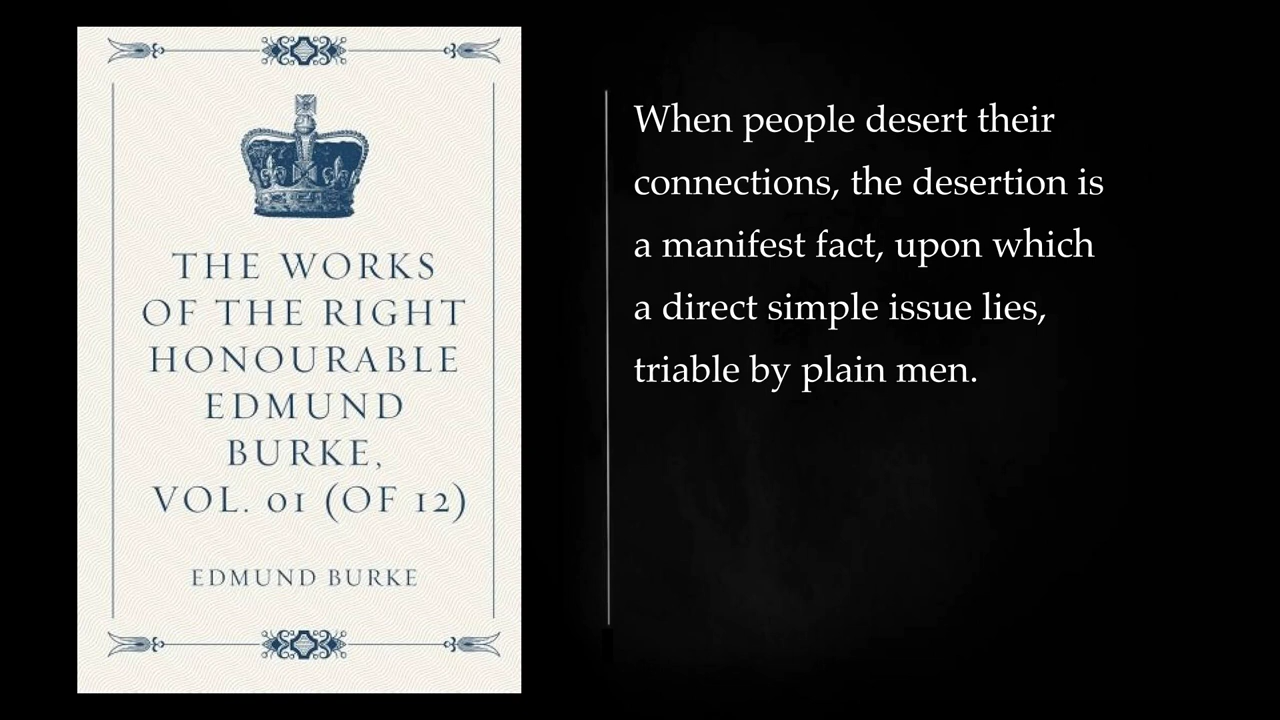 THE WORKS
OF THE RIGHT
HONOURABLE
EDMUND
BURKE,
VOL. 01 (OF 12)
EDMUND BURKE
When people desert their
connections, the desertion is
a manifest fact, upon which
a direct simple issue lies,
triable by plain men.